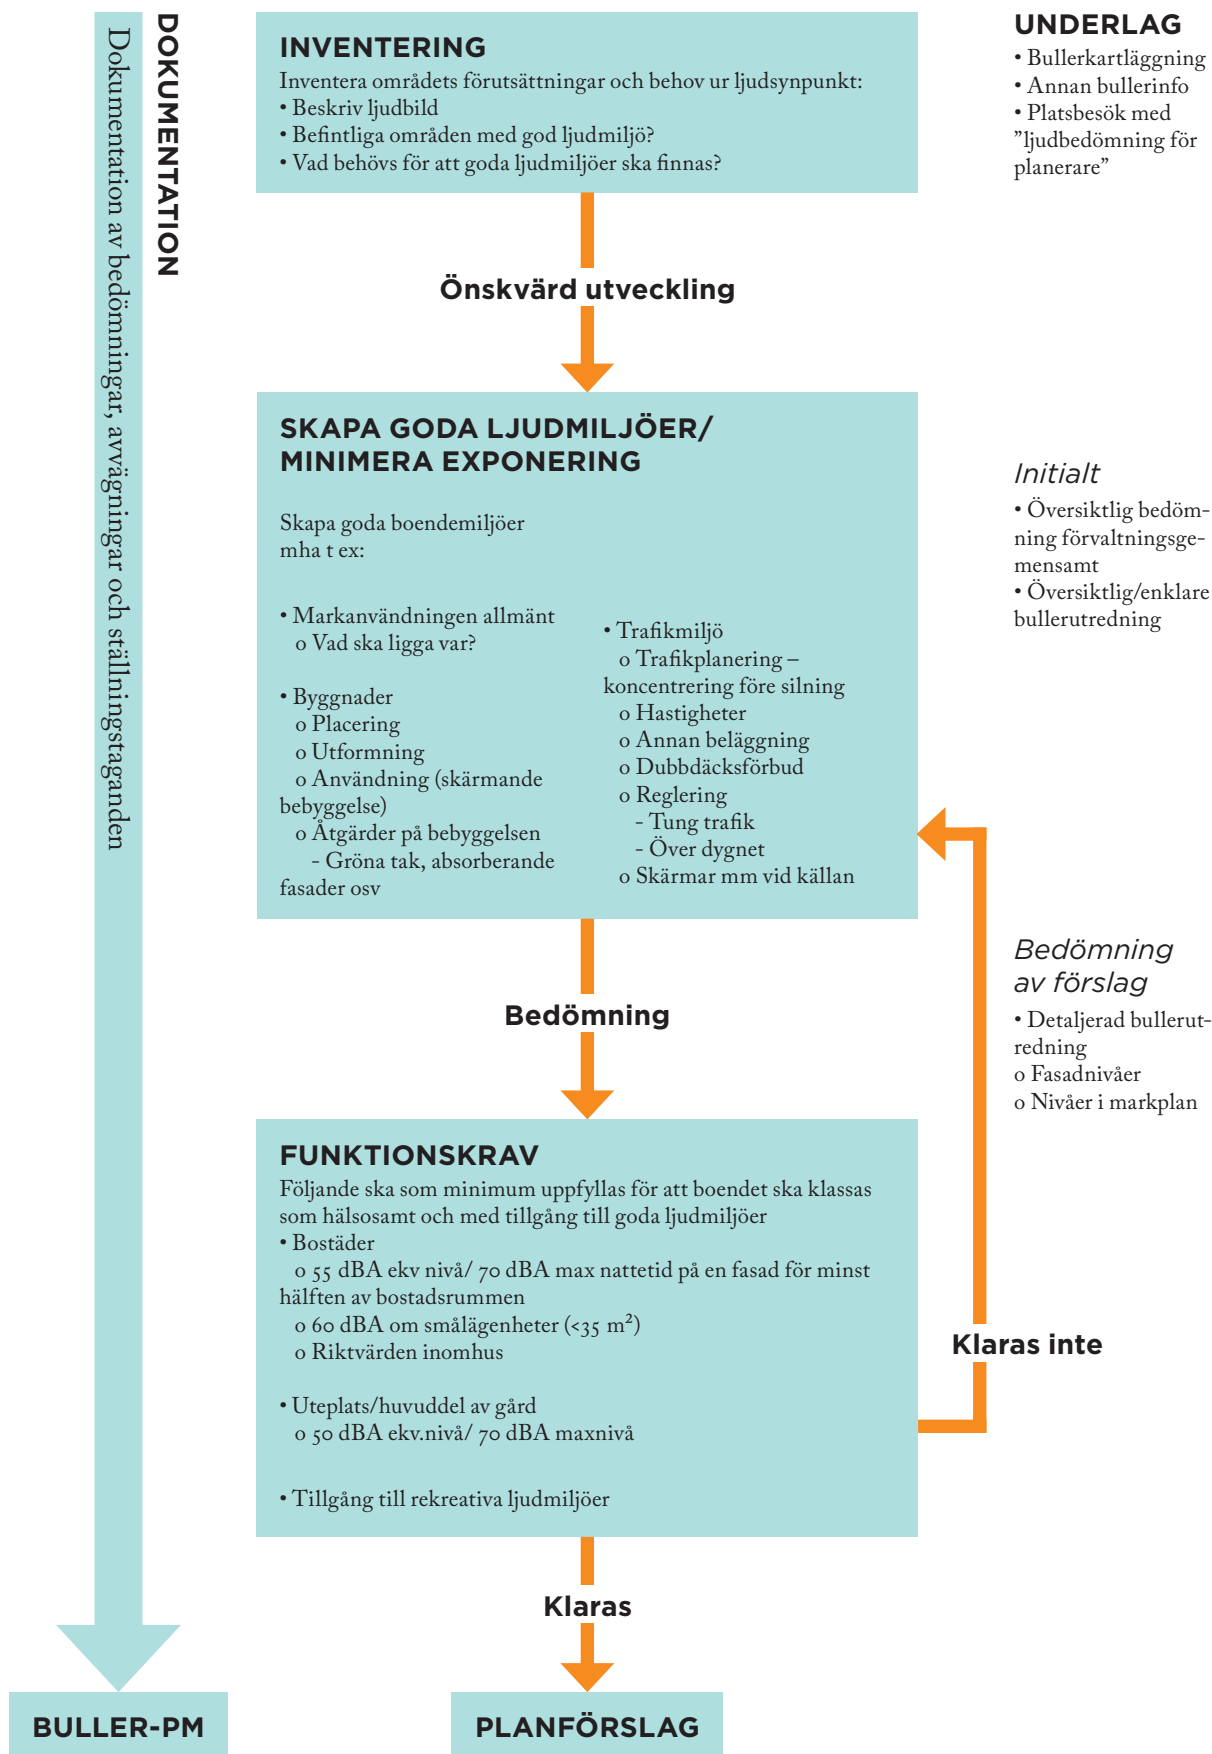 DOKUMENTATION
Dokumentation av bedömningar, avvägningar och ställningstaganden
INVENTERING
Inventera områdets förutsättningar och behov ur ljudsynpunkt:
• Beskriv ljudbild
• Befintliga områden med god ljudmiljö?
• Vad behövs för att goda ljudmiljöer ska finnas?
UNDERLAG
• Bullerkartläggning
• Annan bullerinfo
• Platsbesök med
”ljudbedömning för
planerare”
Önskvärd utveckling
SKAPA GODA LJUDMILJÖER/
MINIMERA EXPONERING
Skapa goda boendemiljöer
mha t ex:
• Markanvändningen allmänt
o Vad ska ligga var?
• Byggnader
o Placering
o Utformning
o Användning (skärmande
bebyggelse)
o Åtgärder på bebyggelsen
- Gröna tak, absorberande
fasader osv
• Trafikmiljö
o Trafikplanering –
koncentrering före silning
o Hastigheter
o Annan beläggning
o Dubbdäcksförbud
o Reglering
- Tung trafik
- Över dygnet
o Skärmar mm vid källan
Initialt
• Översiktlig bedöm-
ning förvaltningsge-
mensamt
• Översiktlig/enklare
bullerutredning
Bedömning
Bedömning
av förslag
• Detaljerad bullerut-
redning
o Fasadnivåer
o Nivåer i markplan
FUNKTIONSKRAV
Följande ska som minimum uppfyllas för att boendet ska klassas
som hälsosamt och med tillgång till goda ljudmiljöer
• Bostäder
o 55 dBA ekv nivå/ 70 dBA max nattetid på en fasad för minst
hälften av bostadsrummen
o 60 dBA om smålägenheter (<35 m²)
o Riktvärden inomhus
• Uteplats/huvuddel av gård
o 50 dBA ekv.nivå/ 70 dBA maxnivå
• Tillgång till rekreativa ljudmiljöer
Klaras inte
Klaras
BULLER-PM
PLANFÖRSLAG